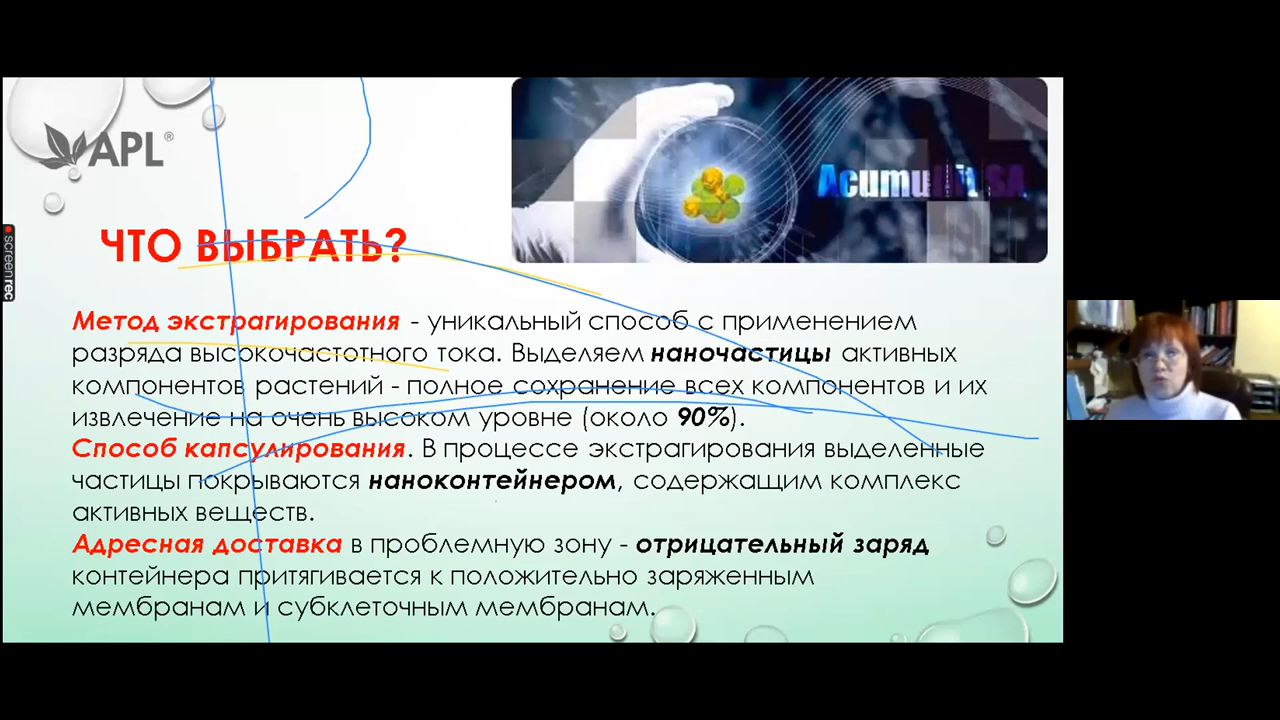 APL®
Acumullit SA
screenrec
ЧТО ВЫБРАТЬ?
Метод экстрагирования - уникальный способ с применением
разряда высокочастотного тока. Выделяем наночастицы активных
компонентов растений - полное сохранение всех компонентов и их
извлечение на очень высоком уровне (около 90%).
Способ капсулирования. В процессе экстрагирования выделенные
частицы покрываются наноконтейнером, содержащим комплекс
активных веществ.
Адресная доставка в проблемную зону - отрицательный заряд
контейнера притягивается к положительно заряженным
мембранам и субклеточным мембранам.